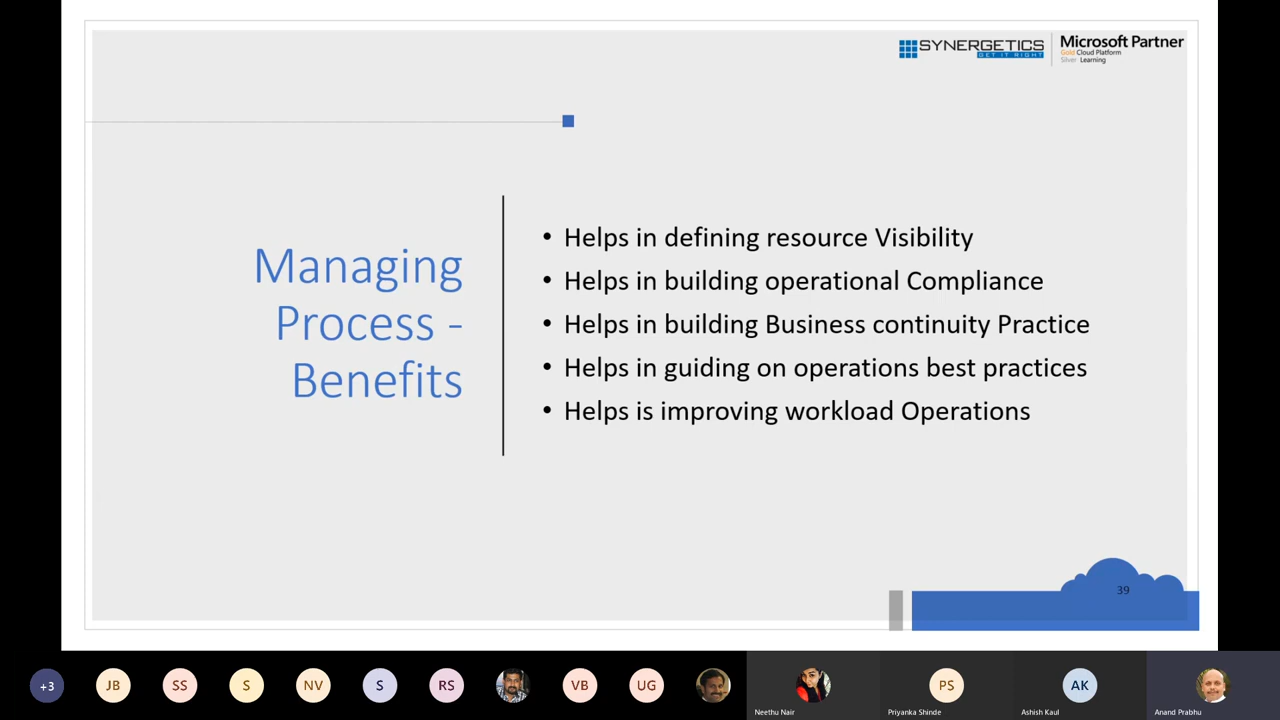 SYNERGETICS
GET IT RIGHT
Microsoft Partner
Gold Cloud Platform
Silver Learning
Managing
Process -
Benefits
• Helps in defining resource Visibility
• Helps in building operational Compliance
• Helps in building Business continuity Practice
• Helps in guiding on operations best practices
• Helps is improving workload Operations
39
+3
JB
SS
S
NV
S
RS
VB
UG
PS
AK
Neethu Nair
Priyanka Shinde
Ashish Kaul
Anand Prabhu